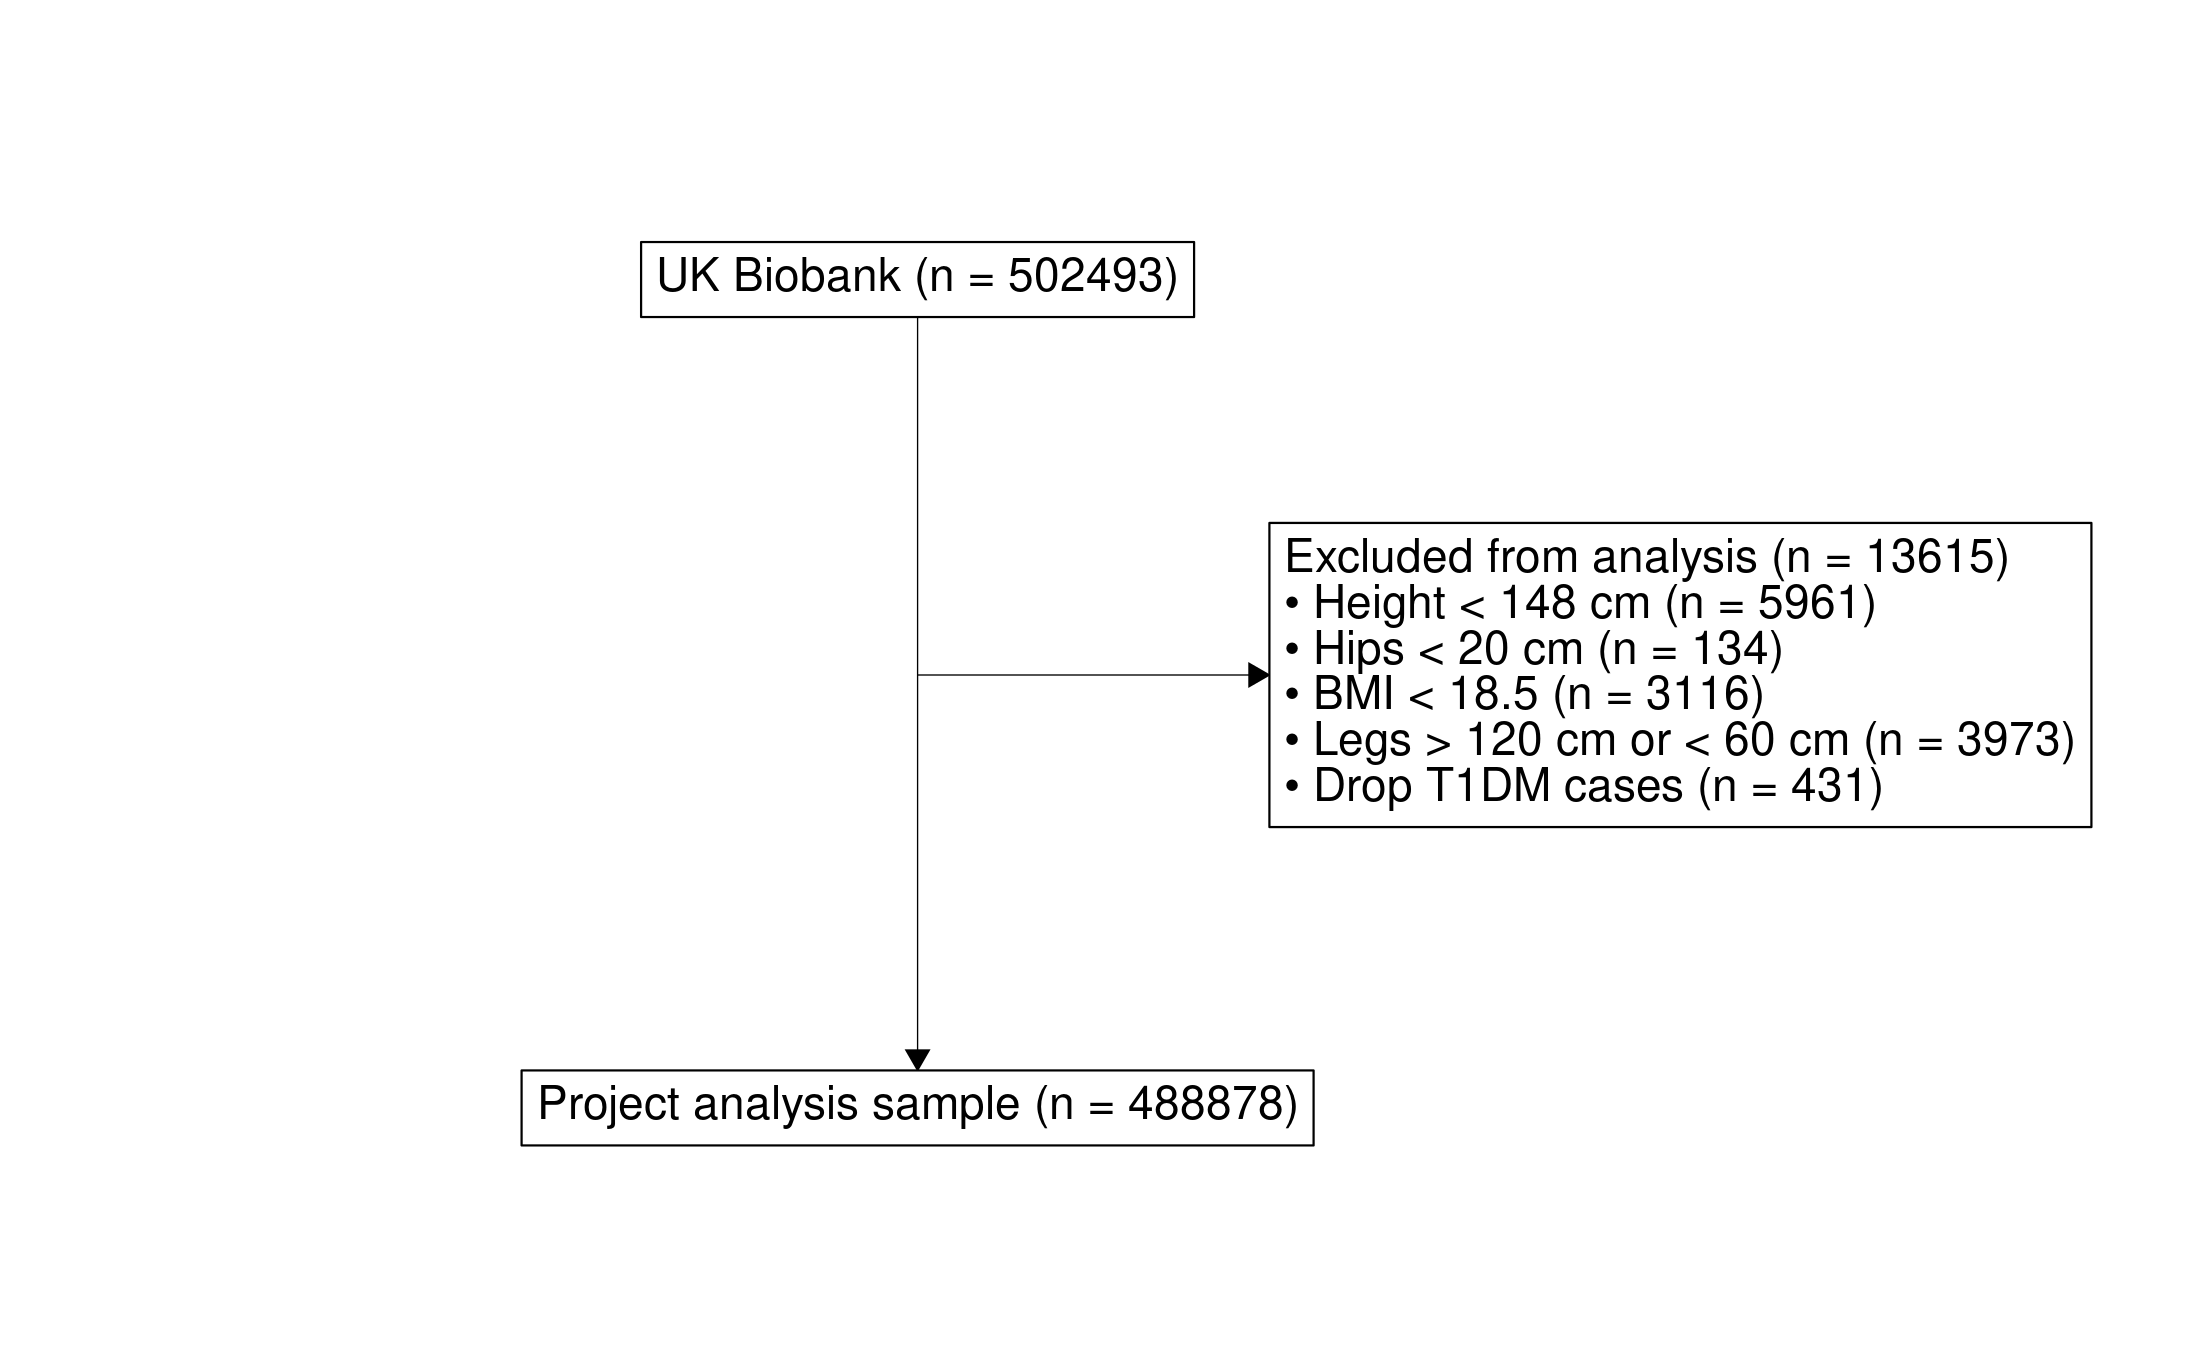 UK Biobank (n = 502493)
Excluded from analysis (n = 13615)
• Height < 148 cm (n = 5961)
• Hips < 20 cm (n = 134)
• BMI < 18.5 (n = 3116)
• Legs > 120 cm or < 60 cm (n = 3973)
• Drop T1DM cases (n = 431)
Project analysis sample (n = 488878)